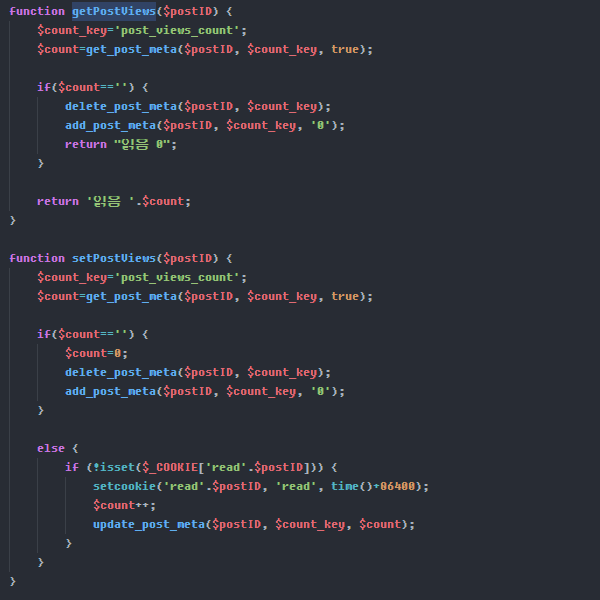 function getPostViews($postID) {
    $count_key='post_views_count';
    $count=get_post_meta($postID, $count_key, true);
    if($count=='') {
        delete_post_meta($postID, $count_key);
        add_post_meta($postID, $count_key, '0');
        return "읽음 0";
    }
    return '읽음 '.$count;
}
function setPostViews($postID) {
    $count_key='post_views_count';
    $count=get_post_meta($postID, $count_key, true);
    if($count=='') {
        $count=0;
        delete_post_meta($postID, $count_key);
        add_post_meta($postID, $count_key, '0');
    }
    else {
        if (!isset($_COOKIE['read'.$postID])) {
            setcookie('read'.$postID, 'read', time()+86400);
            $count++;
            update_post_meta($postID, $count_key, $count);
        }
    }
}